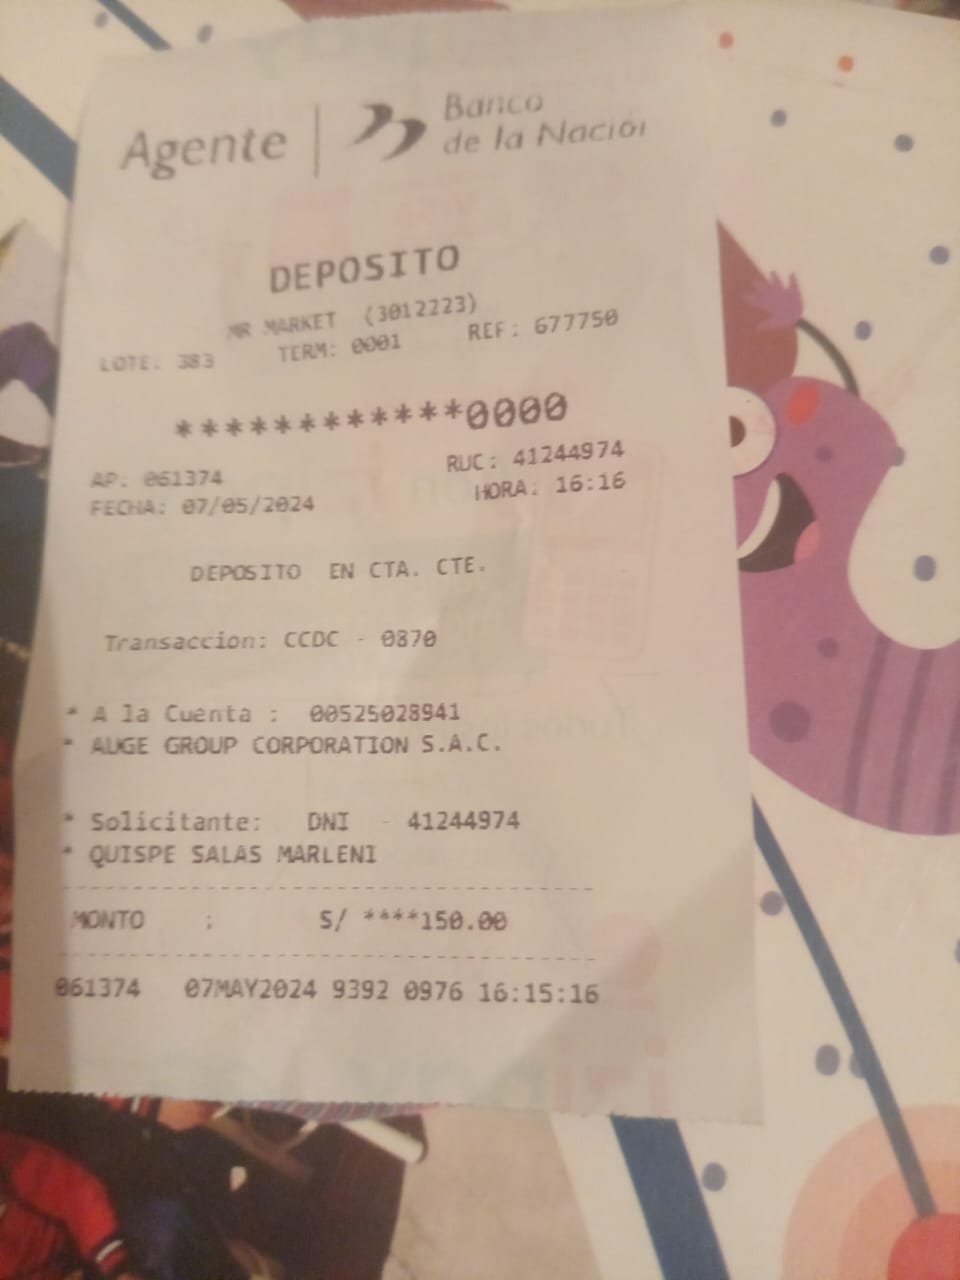 Agente | Banco
de la Nación
DEPOSITO
MR MARKET (3012223)
LOTE: 383 TERM: 0001 REF: 677750
************0000
AP: 061374 RUC: 41244974
FECHA: 07/05/2024 HORA: 16:16
DEPOSITO EN CTA. CTE.
Transaccion: CCDC - 0870
* A la Cuenta : 00525028941
* AUGE GROUP CORPORATION S.A.C.
* Solicitante: DNI - 41244974
* QUISPE SALAS MARLENI
MONTO : S/ ****150.00
061374 07MAY2024 9392 0976 16:15:16